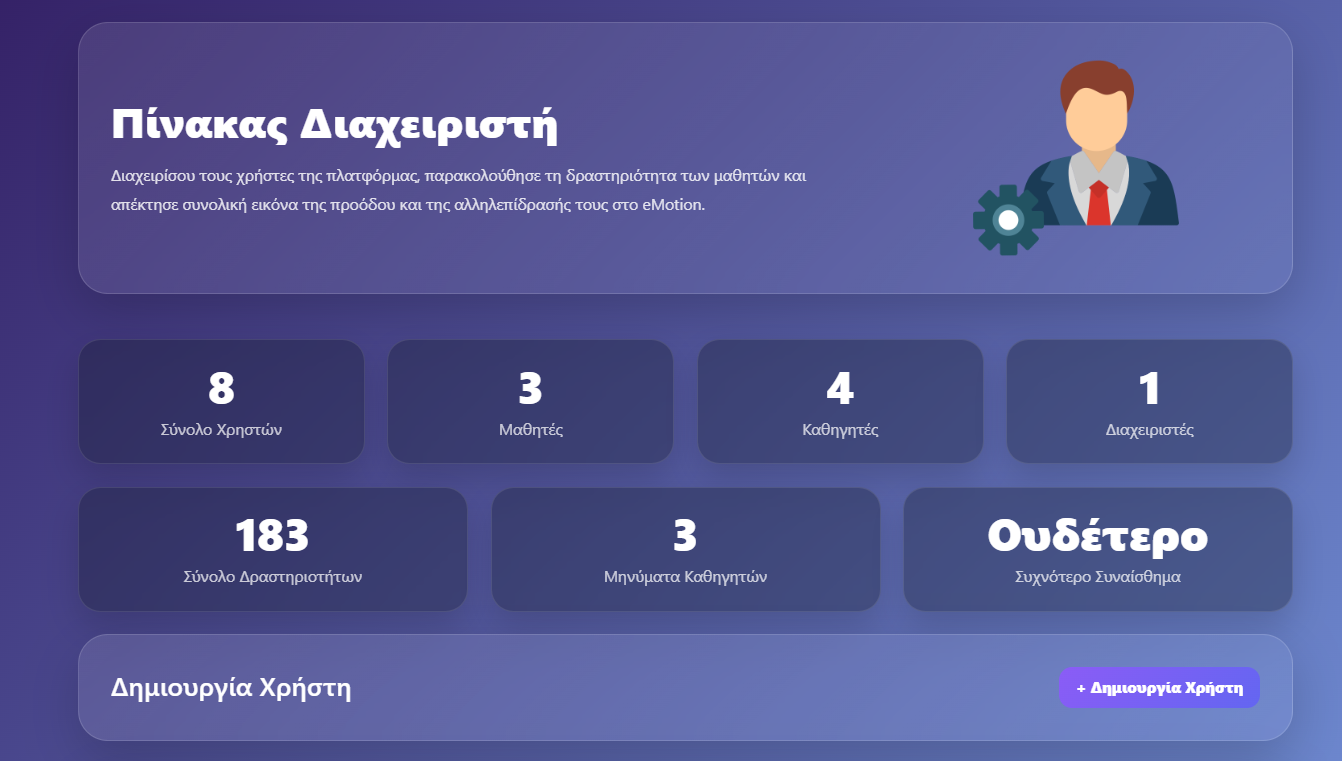 Πίνακας Διαχειριστή
Διαχειρίσου τους χρήστες της πλατφόρμας, παρακολούθησε τη δραστηριότητα των μαθητών και
απέκτησε συνολική εικόνα της προόδου και της αλληλεπίδρασής τους στο eMotion.
8
Σύνολο Χρηστών
3
Μαθητές
4
Καθηγητές
1
Διαχειριστές
183
Σύνολο Δραστηριοτήτων
3
Μηνύματα Καθηγητών
Ουδέτερο
Συχνότερο Συναίσθημα
Δημιουργία Χρήστη
+ Δημιουργία Χρήστη